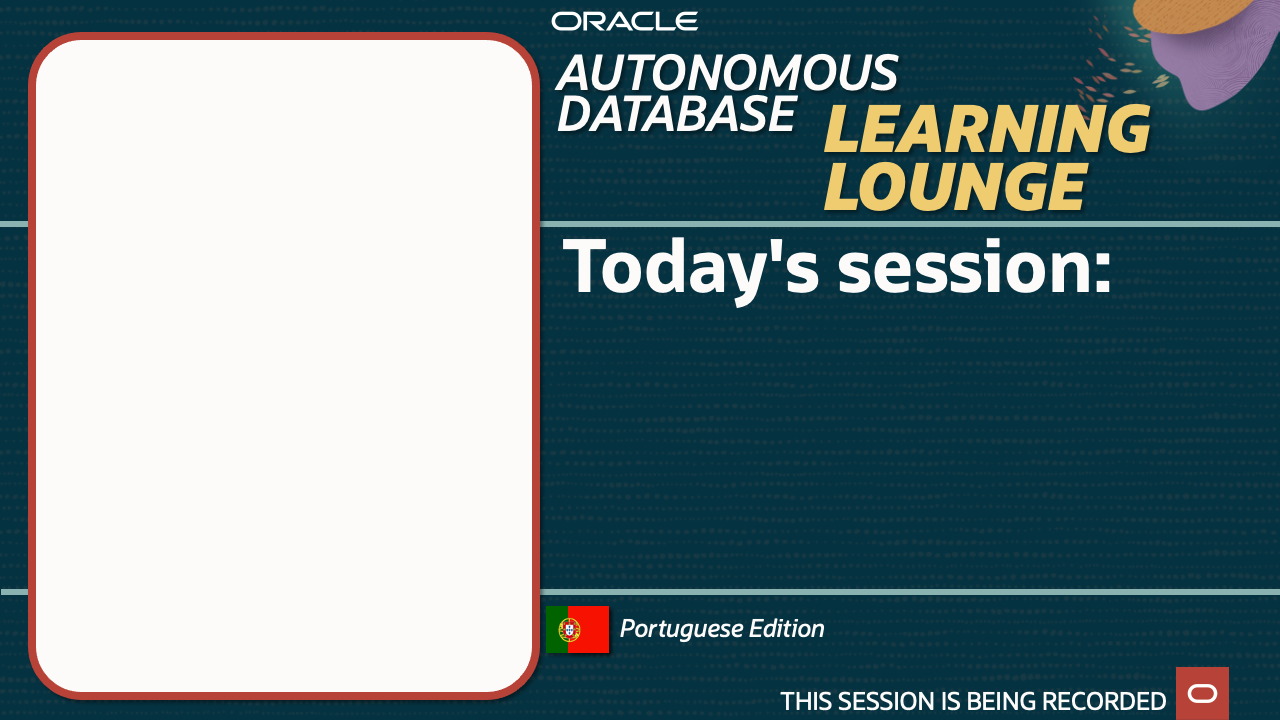 ORACLE
AUTONOMOUS
DATABASE
LEARNING
LOUNGE
Today's session:
Portuguese Edition
THIS SESSION IS BEING RECORDED